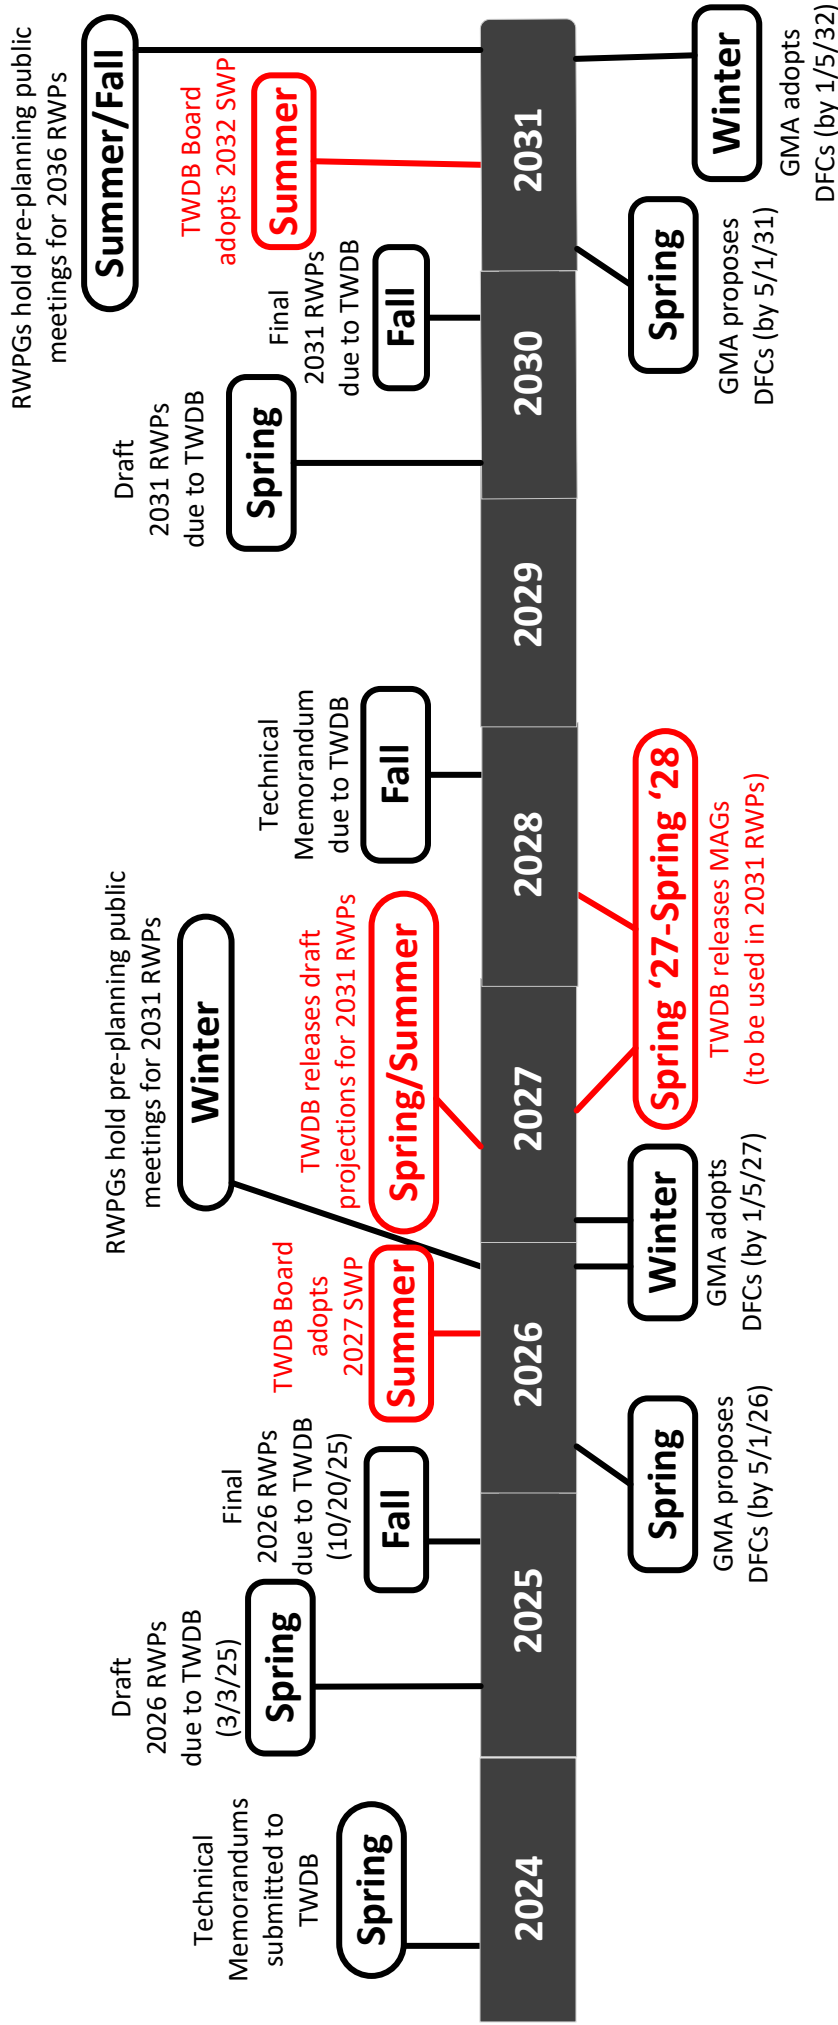 Technical
Memorandums
submitted to
TWDB
Spring
Draft
2026 RWPs
due to TWDB
(3/3/25)
Spring
Final
2026 RWPs
due to TWDB
(10/20/25)
Fall
TWDB Board
adopts
2027 SWP
Summer
RWPGs hold pre-planning public
meetings for 2031 RWPs
Winter
TWDB releases draft
projections for 2031 RWPs
Spring/Summer
Technical
Memorandum
due to TWDB
Fall
Draft
2031 RWPs
due to TWDB
Spring
Final
2031 RWPs
due to TWDB
Fall
TWDB Board
adopts 2032 SWP
Summer
RWPGs hold pre-planning public
meetings for 2036 RWPs
Summer/Fall
2024
2025
2026
2027
2028
2029
2030
2031
Spring
GMA proposes
DFCs (by 5/1/26)
Winter
GMA adopts
DFCs (by 1/5/27)
Spring ‘27-Spring ‘28
TWDB releases MAGs
(to be used in 2031 RWPs)
Spring
GMA proposes
DFCs (by 5/1/31)
Winter
GMA adopts
DFCs (by 1/5/32)